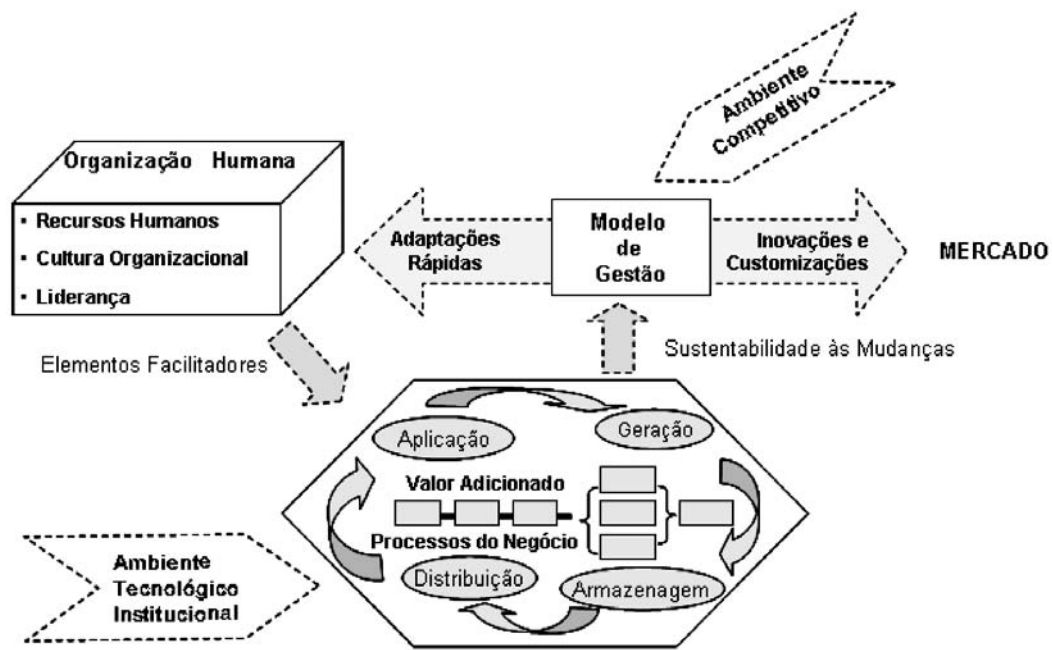 Ambiente
Competitivo
Organização Humana
▪ Recursos Humanos
▪ Cultura Organizacional
▪ Liderança
Adaptações
Rápidas
Modelo
de
Gestão
Inovações e
Customizações
MERCADO
Elementos Facilitadores
Sustentabilidade às Mudanças
Aplicação
Geração
Valor Adicionado
Processos do Negócio
Distribuição
Armazenagem
Ambiente
Tecnológico
Institucional